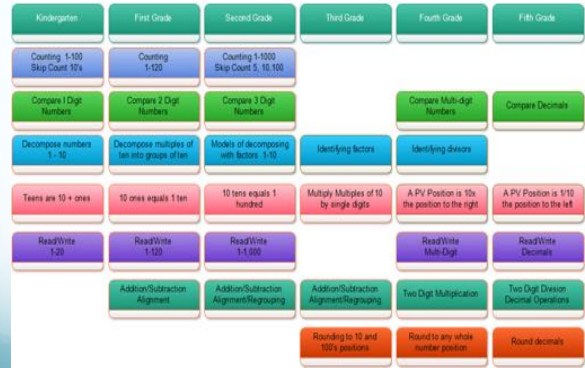 Kindergarten
First Grade
Second Grade
Third Grade
Fourth Grade
Fifth Grade
Counting 1-100
Skip Count 10's
Counting
1-120
Counting 1-1000
Skip Count 5, 10,100
Compare 1 Digit
Numbers
Compare 2 Digit
Numbers
Compare 3 Digit
Numbers
Compare Multi-digit
Numbers
Compare Decimals
Decompose numbers
1 - 10
Decompose multiples of
ten into groups of ten
Models of decomposing
with factors 1-10
Identifying factors
Identifying divisors
Teens are 10 + ones
10 ones equals 1 ten
10 tens equals 1
hundred
Multiply Multiples of 10
by single digits
A PV Position is 10x
the position to the right
A PV Position is 1/10
the position to the left
Read/Write
1-20
Read/Write
1-120
Read/Write
1-1,000
Read/Write
Multi-Digit
Read/Write
Decimals
Addition/Subtraction
Alignment
Addition/Subtraction
Alignment/Regrouping
Addition/Subtraction
Alignment/Regrouping
Two Digit Multiplication
Two Digit Division
Decimal Operations
Rounding to 10 and
100's positions
Round to any whole
number position
Round decimals